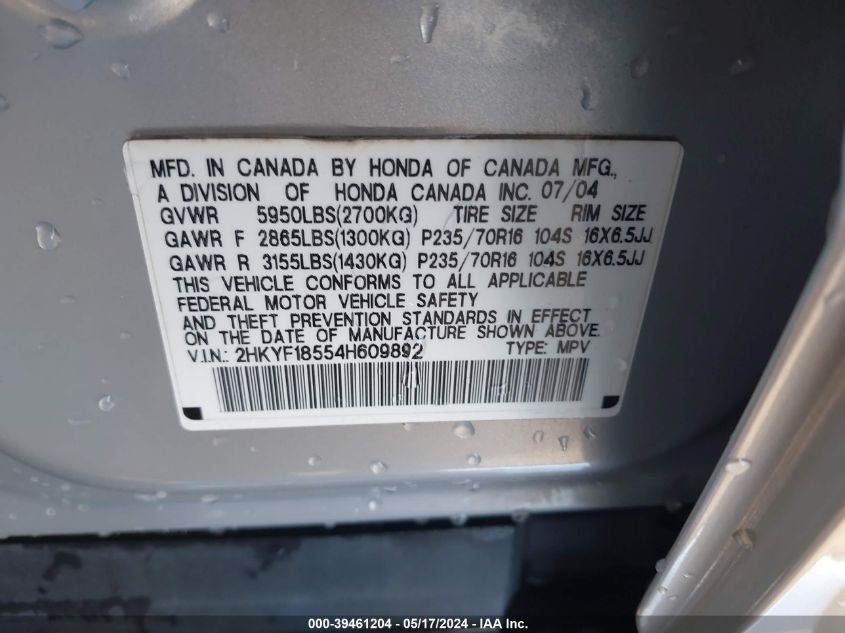 MFD. IN CANADA BY HONDA OF CANADA MFG.,
A DIVISION OF HONDA CANADA INC. 07/04
GVWR 5950LBS(2700KG) TIRE SIZE RIM SIZE
GAWR F 2865LBS(1300KG) P235/70R16 104S 16X6.5JJ
GAWR R 3155LBS(1430KG) P235/70R16 104S 16X6.5JJ
THIS VEHICLE CONFORMS TO ALL APPLICABLE
FEDERAL MOTOR VEHICLE SAFETY
AND THEFT PREVENTION STANDARDS IN EFFECT
ON THE DATE OF MANUFACTURE SHOWN ABOVE.
V.I.N.: 2HKYF18554H609892 TYPE: MPV
000-39461204 - 05/17/2024 - IAA Inc.